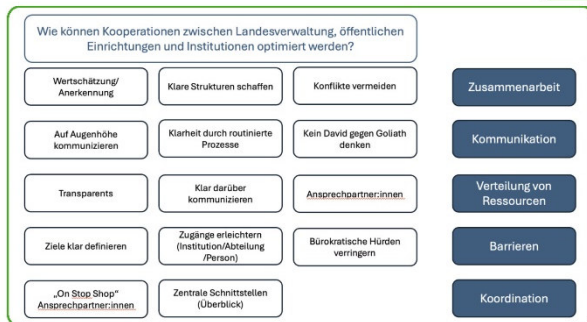 Wie können Kooperationen zwischen Landesverwaltung, öffentlichen
Einrichtungen und Institutionen optimiert werden?
Wertschätzung/
Anerkennung
Klare Strukturen schaffen
Konflikte vermeiden
Zusammenarbeit
Auf Augenhöhe
kommunizieren
Klarheit durch routinierte
Prozesse
Kein David gegen Goliath
denken
Kommunikation
Transparents
Klar darüber
kommunizieren
Ansprechpartner:innen
Verteilung von
Ressourcen
Ziele klar definieren
Zugänge erleichtern
(Institution/Abteilung
/Person)
Bürokratische Hürden
verringern
Barrieren
„On Stop Shop“
Ansprechpartner:innen
Zentrale Schnittstellen
(Überblick)
Koordination